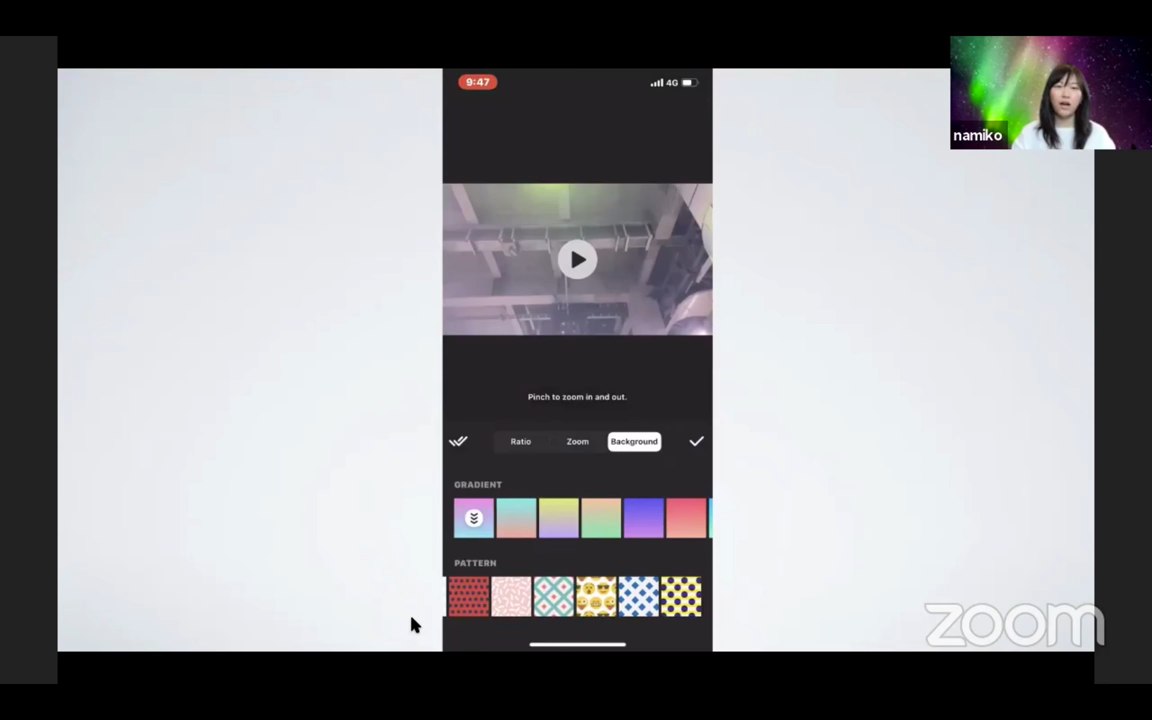 9:47
4G
namiko
Pinch to zoom in and out.
Ratio
Zoom
Background
GRADIENT
PATTERN
zoom